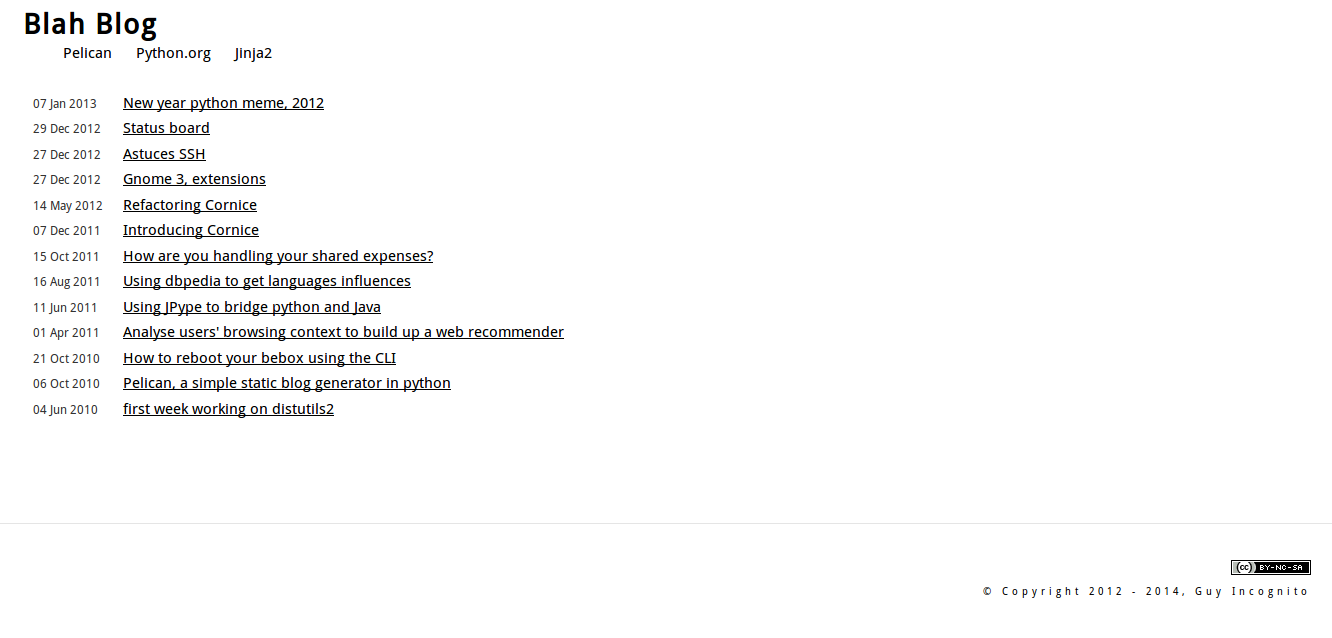 Blah Blog
Pelican Python.org Jinja2
07 Jan 2013 New year python meme, 2012
29 Dec 2012 Status board
27 Dec 2012 Astuces SSH
27 Dec 2012 Gnome 3, extensions
14 May 2012 Refactoring Cornice
07 Dec 2011 Introducing Cornice
15 Oct 2011 How are you handling your shared expenses?
16 Aug 2011 Using dbpedia to get languages influences
11 Jun 2011 Using JPype to bridge python and Java
01 Apr 2011 Analyse users' browsing context to build up a web recommender
21 Oct 2010 How to reboot your bebox using the CLI
06 Oct 2010 Pelican, a simple static blog generator in python
04 Jun 2010 first week working on distutils2
cc BY-NC-SA
© Copyright 2012 - 2014, Guy Incognito